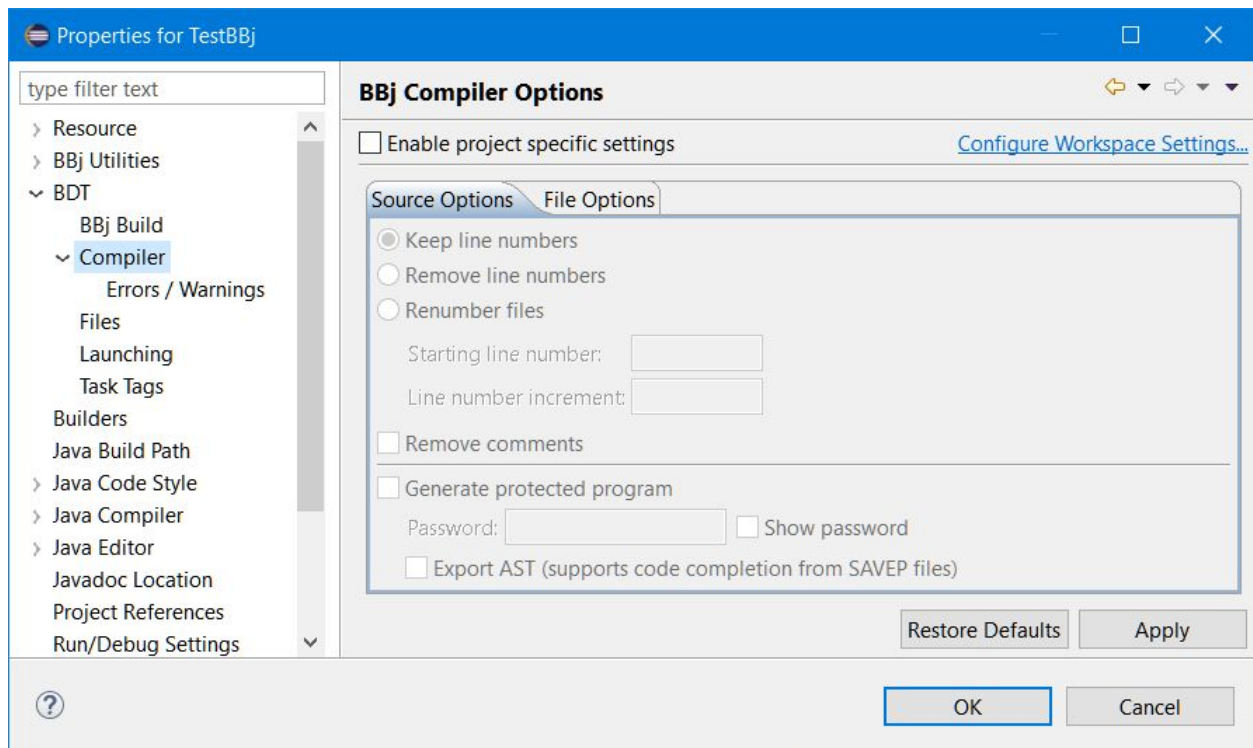 Properties for TestBBj
type filter text
Resource
BBj Utilities
BDT
BBj Build
Compiler
Errors / Warnings
Files
Launching
Task Tags
Builders
Java Build Path
Java Code Style
Java Compiler
Java Editor
Javadoc Location
Project References
Run/Debug Settings
BBj Compiler Options
Enable project specific settings
Configure Workspace Settings...
Source Options
File Options
Keep line numbers
Remove line numbers
Renumber files
Starting line number:
Line number increment:
Remove comments
Generate protected program
Password:
Show password
Export AST (supports code completion from SAVEP files)
Restore Defaults
Apply
?
OK
Cancel